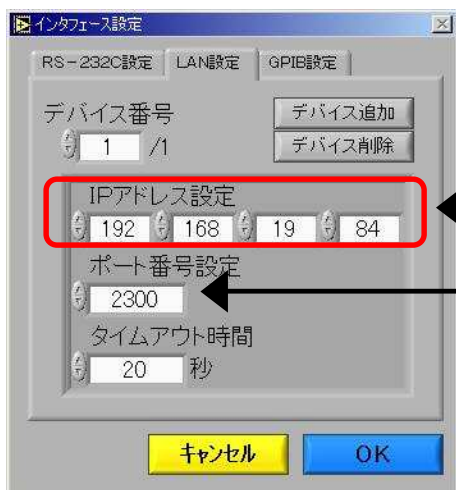 インタフェース設定
RS-232C設定 LAN設定 GPIB設定
デバイス番号
デバイス追加
1 /1
デバイス削除
IPアドレス設定
192 168 19 84
ポート番号設定
2300
タイムアウト時間
20 秒
キャンセル OK